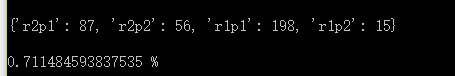 {'r2p1': 87, 'r2p2': 56, 'r1p1': 198, 'r1p2': 15}
0.711484593837535 %